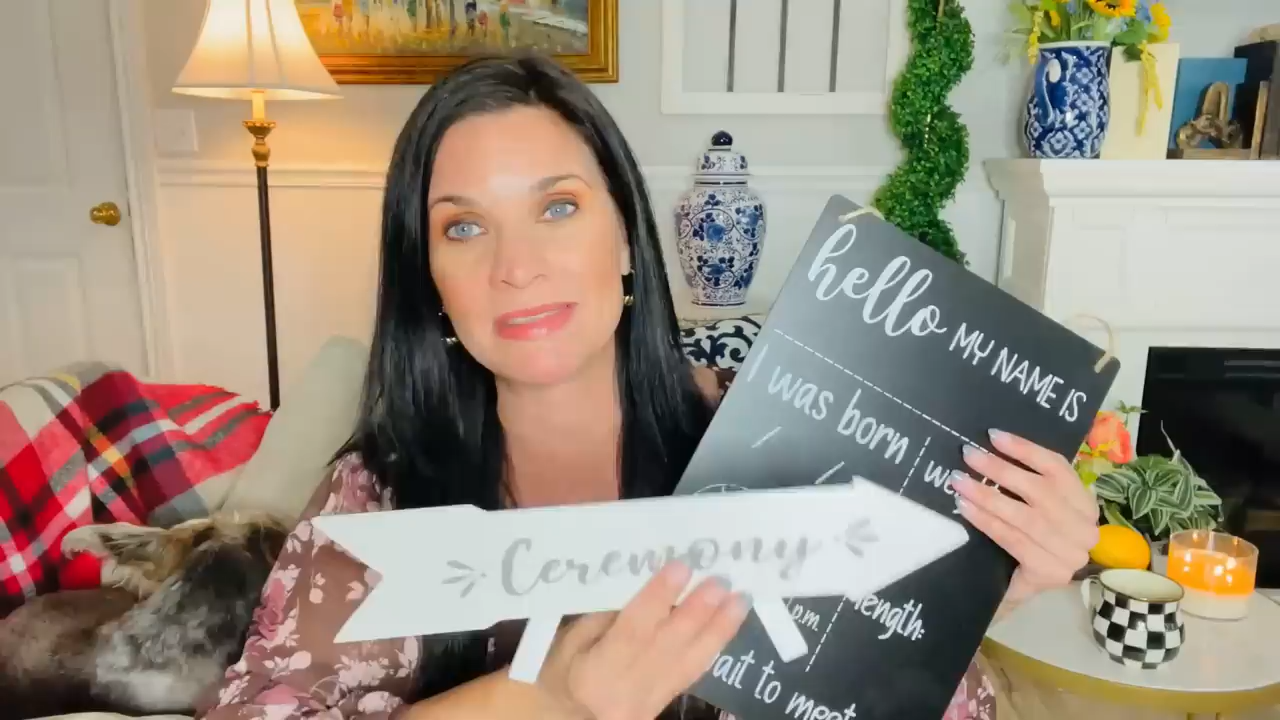 hello MY NAME IS
I was born
Ceremony
p.m.
length:
wait to meet